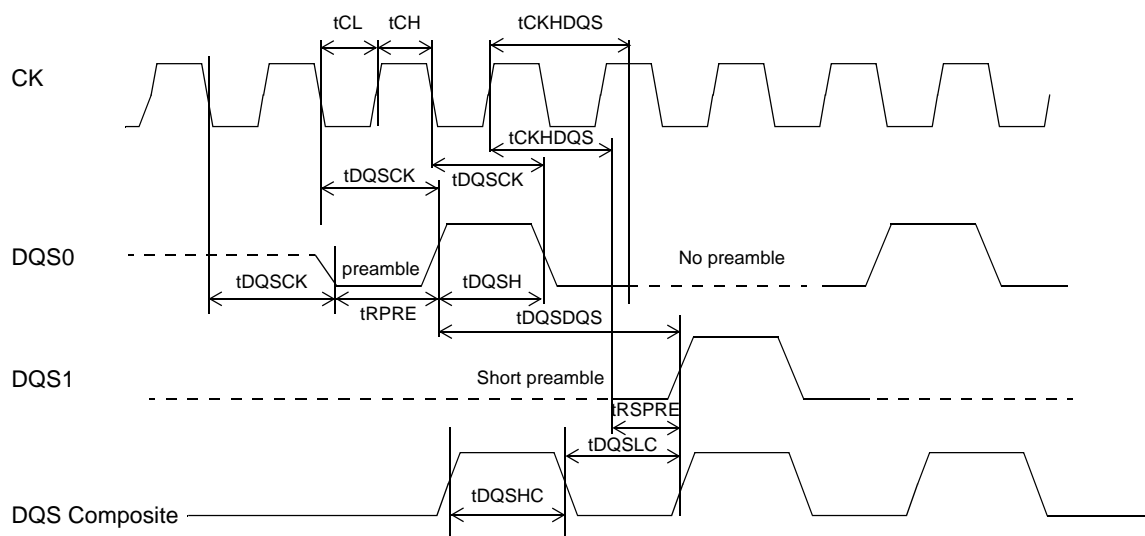 tCL
tCH
tCKHDQS
CK
tCKHDQS
tDQSCK
tDQSCK
DQS0
preamble
No preamble
tDQSCK
tDQSH
tRPRE
tDQSDQS
DQS1
Short preamble
tRSPRE
tDQSLC
tDQSHC
DQS Composite